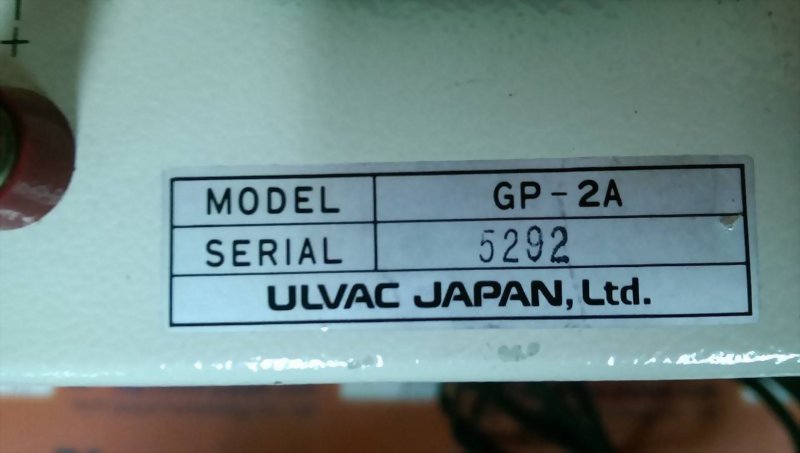 MODEL GP-2A
SERIAL 5292
ULVAC JAPAN, Ltd.